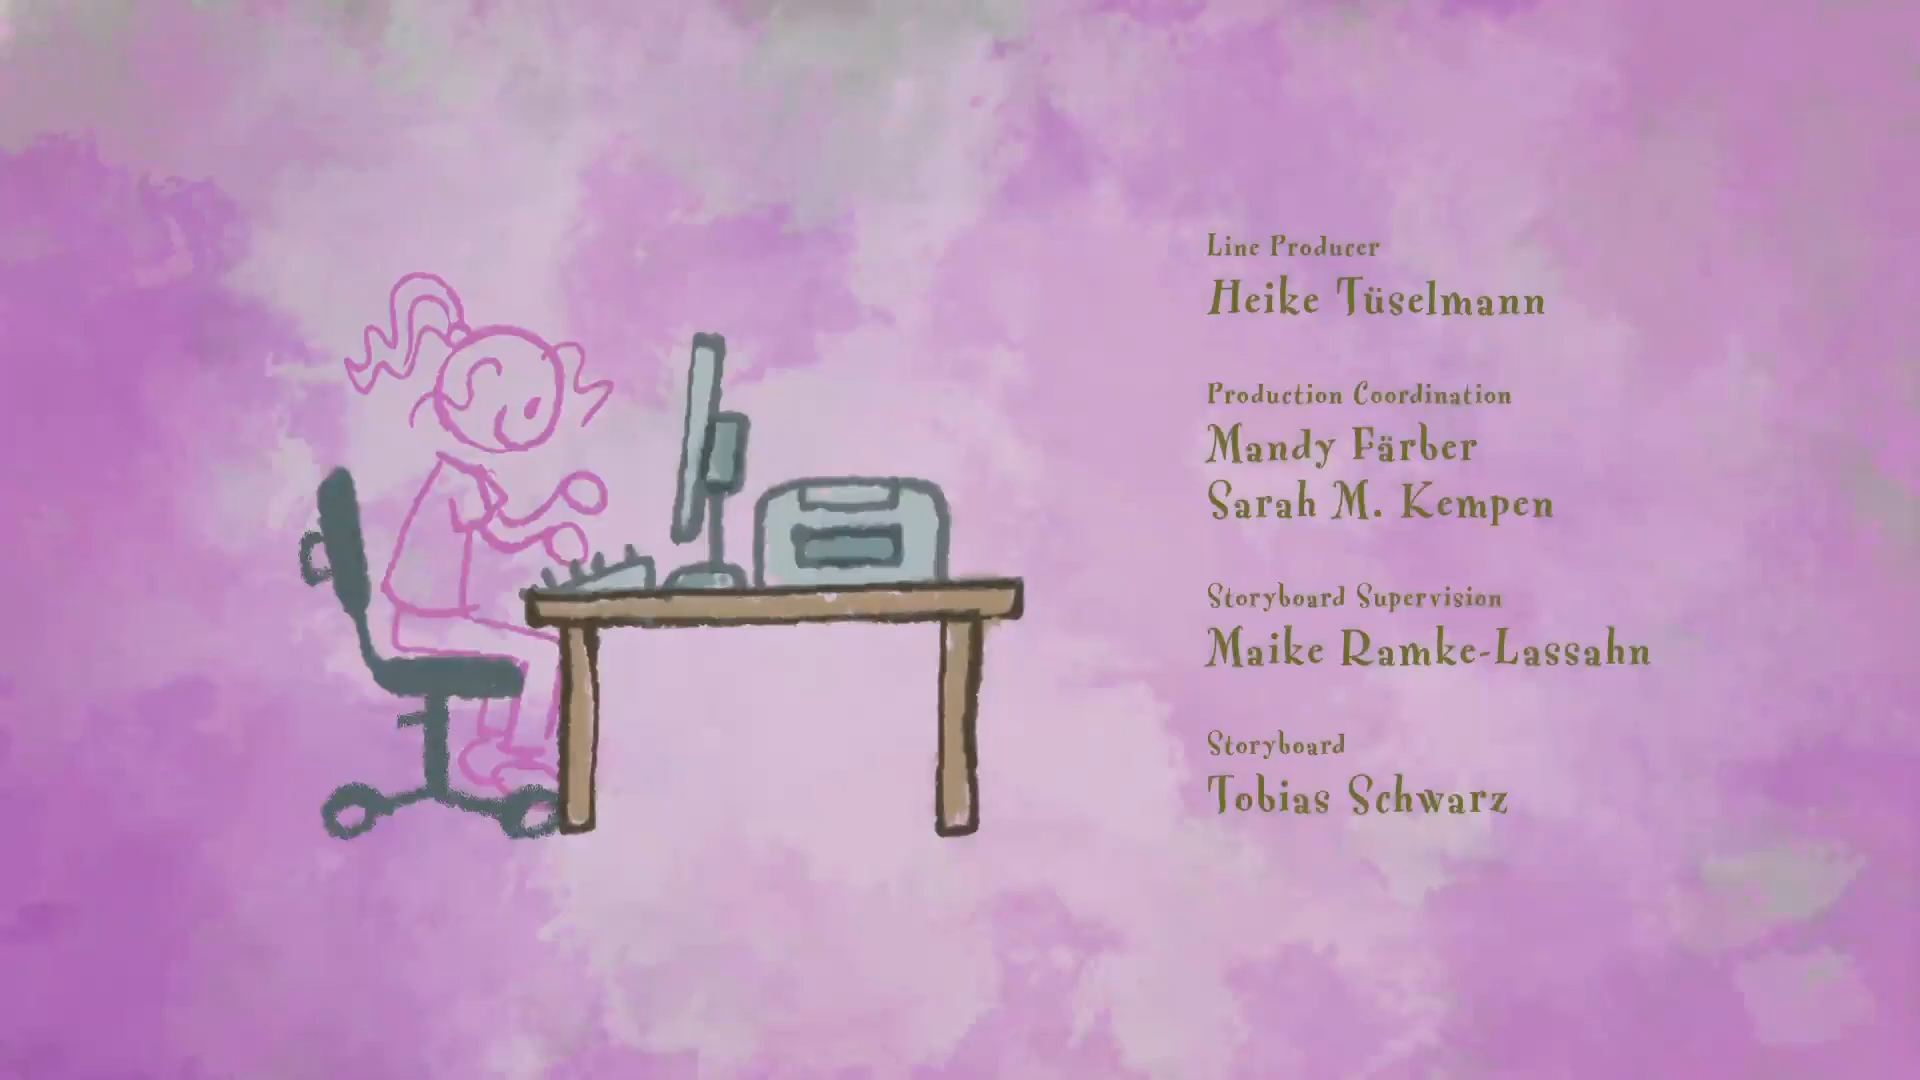 Line Producer
Heike Tüselmann
Production Coordination
Mandy Färber
Sarah M. Kempen
Storyboard Supervision
Maike Ramke-Lassahn
Storyboard
Tobias Schwarz